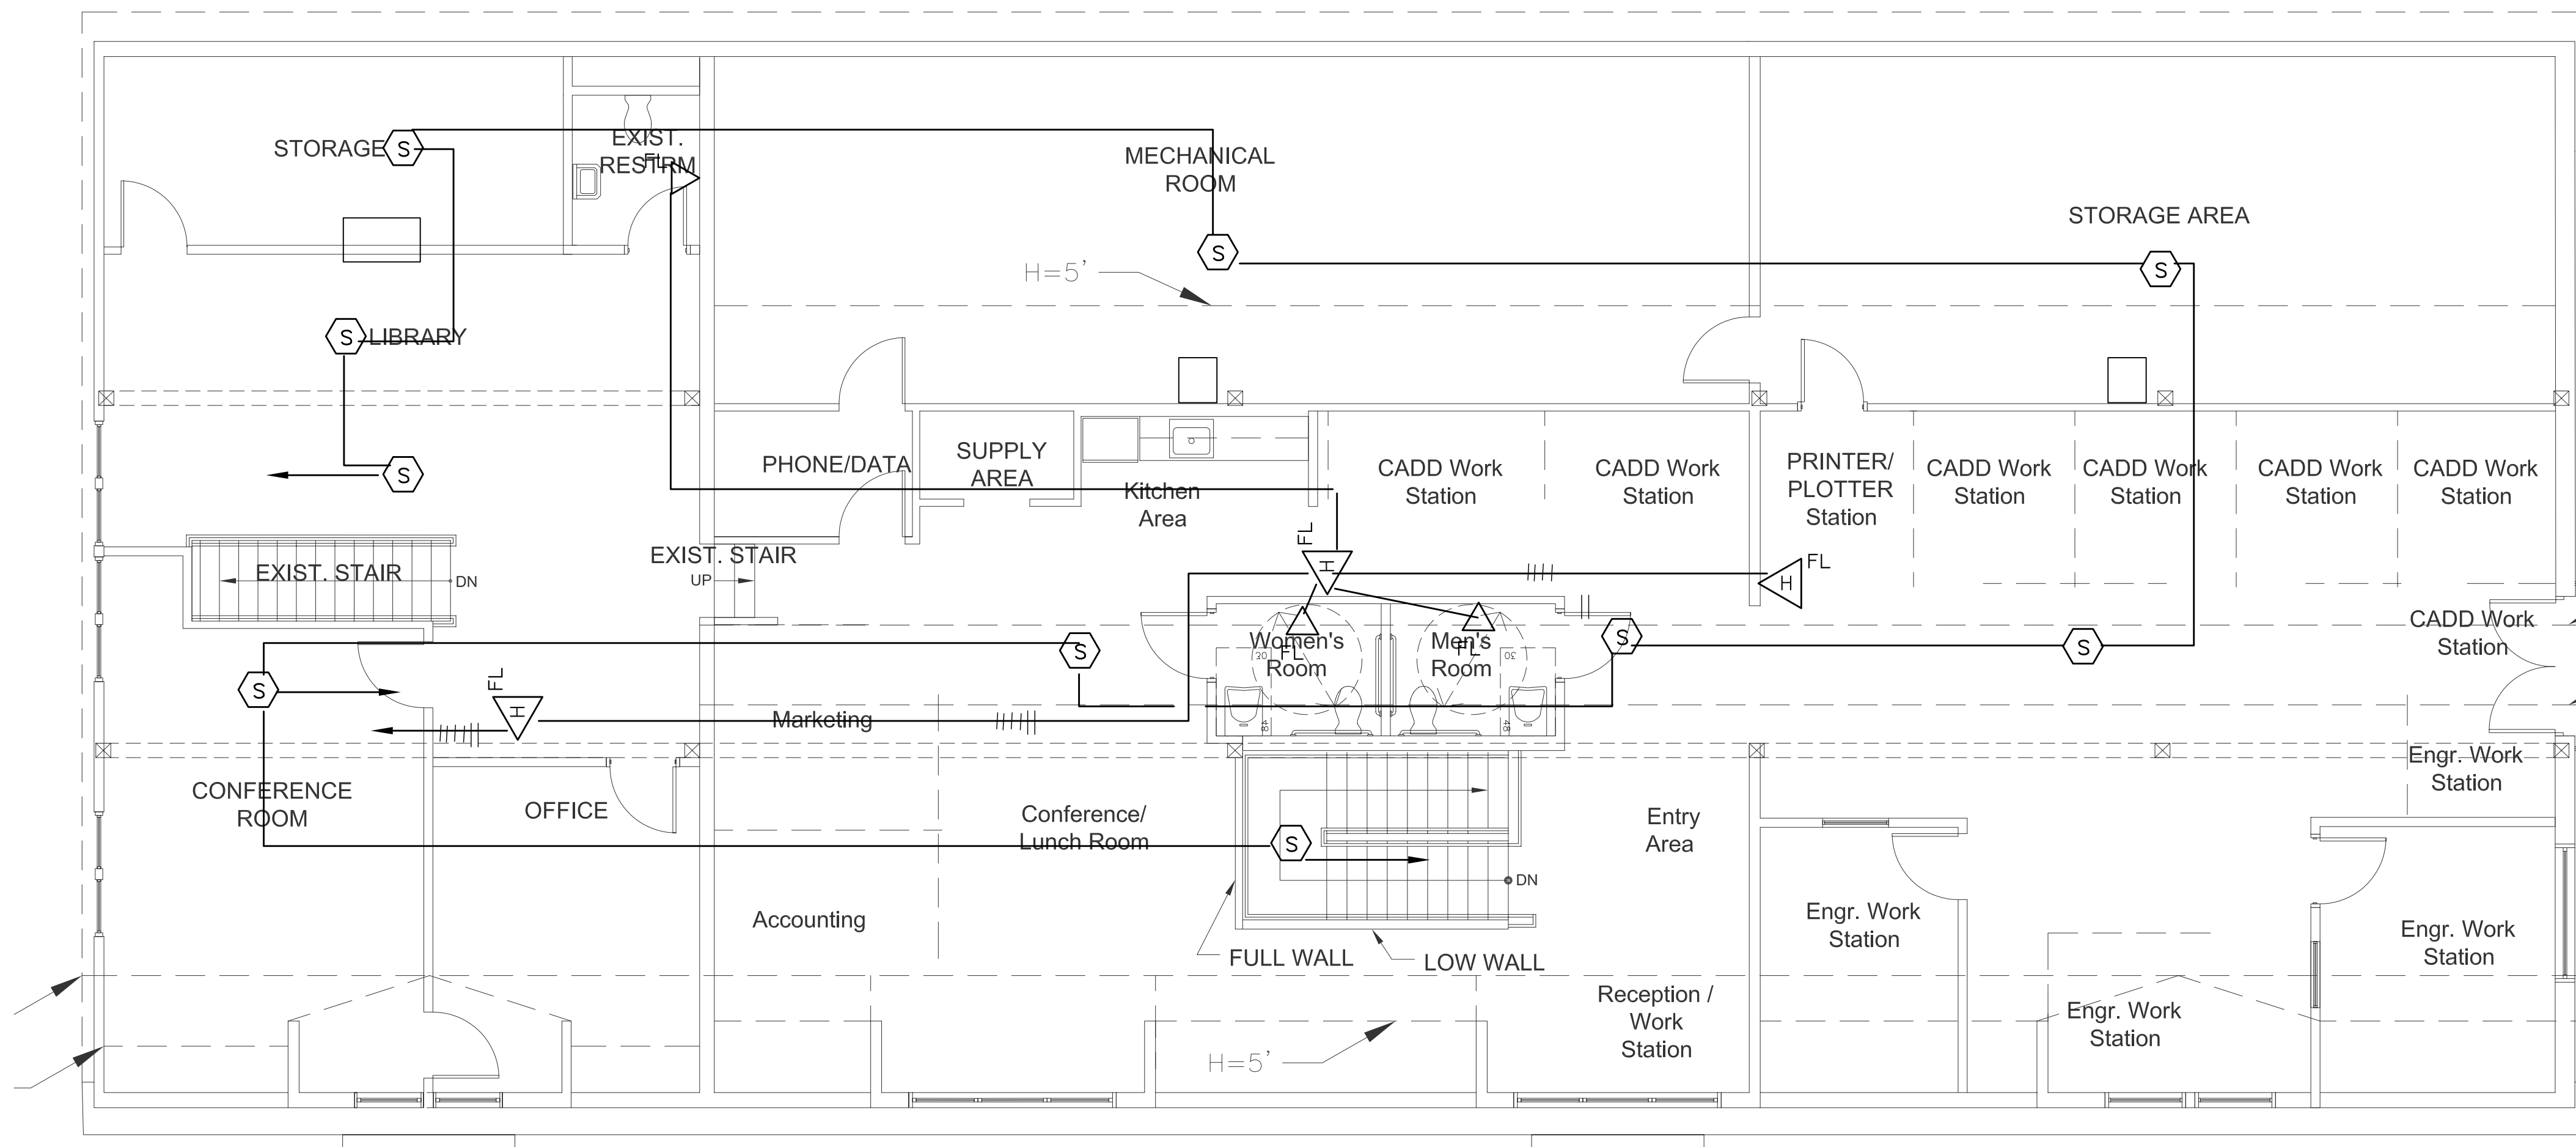 STORAGE
S
EXIST.
RESTRM
FL
MECHANICAL
ROOM
S
STORAGE AREA
S
H=5'
S
LIBRARY
S
PHONE/DATA
SUPPLY
AREA
Kitchen
Area
CADD Work
Station
CADD Work
Station
PRINTER/
PLOTTER
Station
CADD Work
Station
CADD Work
Station
CADD Work
Station
CADD Work
Station
EXIST. STAIR
DN
EXIST. STAIR
UP
FL
H
H
FL
S
Women's
Room
FL
30
48
Men's
Room
FL
30
48
S
S
CADD Work
Station
S
FL
H
Marketing
CONFERENCE
ROOM
OFFICE
Conference/
Lunch Room
S
DN
Entry
Area
Engr. Work
Station
Accounting
FULL WALL
LOW WALL
Engr. Work
Station
Engr. Work
Station
Reception /
Work
Station
Engr. Work
Station
H=5'